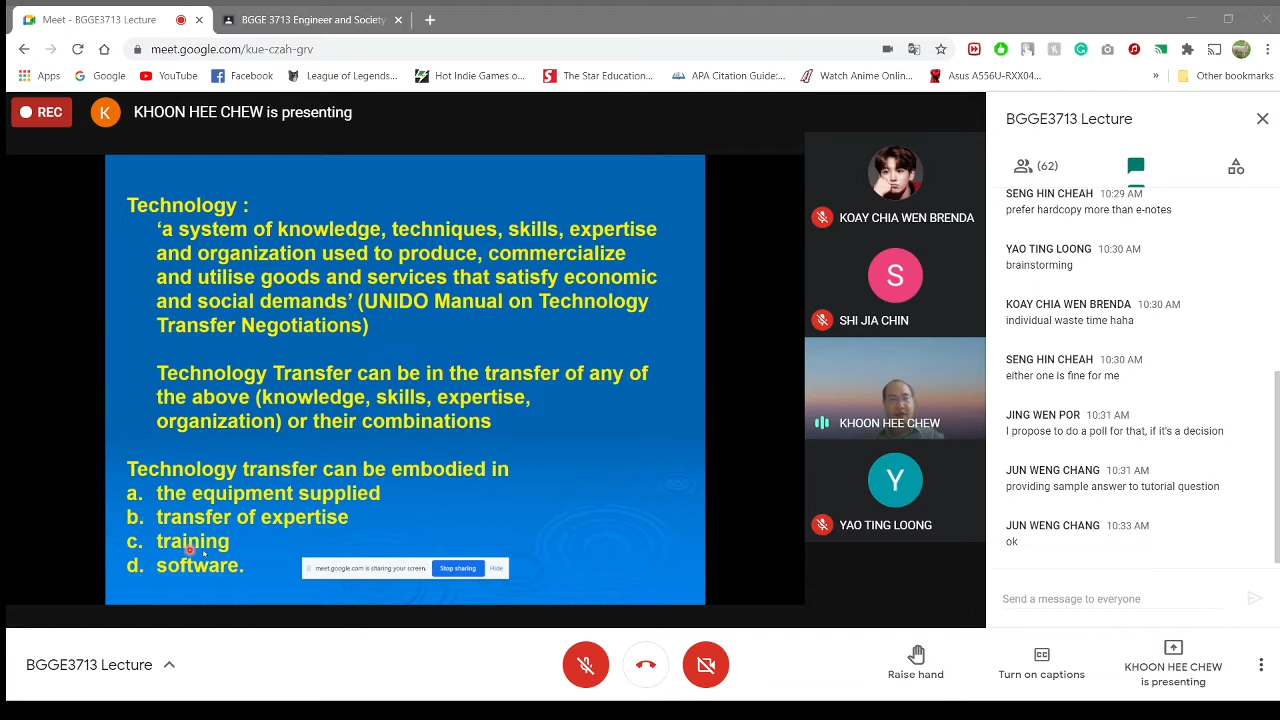 Meet - BGGE3713 Lecture
BGGE 3713 Engineer and Society
meet.google.com/kue-czah-grv
Apps
Google
YouTube
Facebook
League of Legends...
Hot Indie Games o...
The Star Education...
APA Citation Guide:...
Watch Anime Onlin...
Asus A556U-RXX04...
»
Other bookmarks
REC
K
KHOON HEE CHEW is presenting
Technology :
‘a system of knowledge, techniques, skills, expertise
and organization used to produce, commercialize
and utilise goods and services that satisfy economic
and social demands’ (UNIDO Manual on Technology
Transfer Negotiations)
Technology Transfer can be in the transfer of any of
the above (knowledge, skills, expertise,
organization) or their combinations
Technology transfer can be embodied in
a. the equipment supplied
b. transfer of expertise
c. training
d. software.
meet.google.com is sharing your screen.
Stop sharing
Hide
KOAY CHIA WEN BRENDA
S
SHI JIA CHIN
KHOON HEE CHEW
Y
YAO TING LOONG
BGGE3713 Lecture
(62)
SENG HIN CHEAH 10:29 AM
prefer hardcopy more than e-notes
YAO TING LOONG 10:30 AM
brainstorming
KOAY CHIA WEN BRENDA 10:30 AM
individual waste time haha
SENG HIN CHEAH 10:30 AM
either one is fine for me
JING WEN POR 10:31 AM
I propose to do a poll for that, if it's a decision
JUN WENG CHANG 10:31 AM
providing sample answer to tutorial question
JUN WENG CHANG 10:33 AM
ok
Send a message to everyone
BGGE3713 Lecture
Raise hand
Turn on captions
KHOON HEE CHEW
is presenting